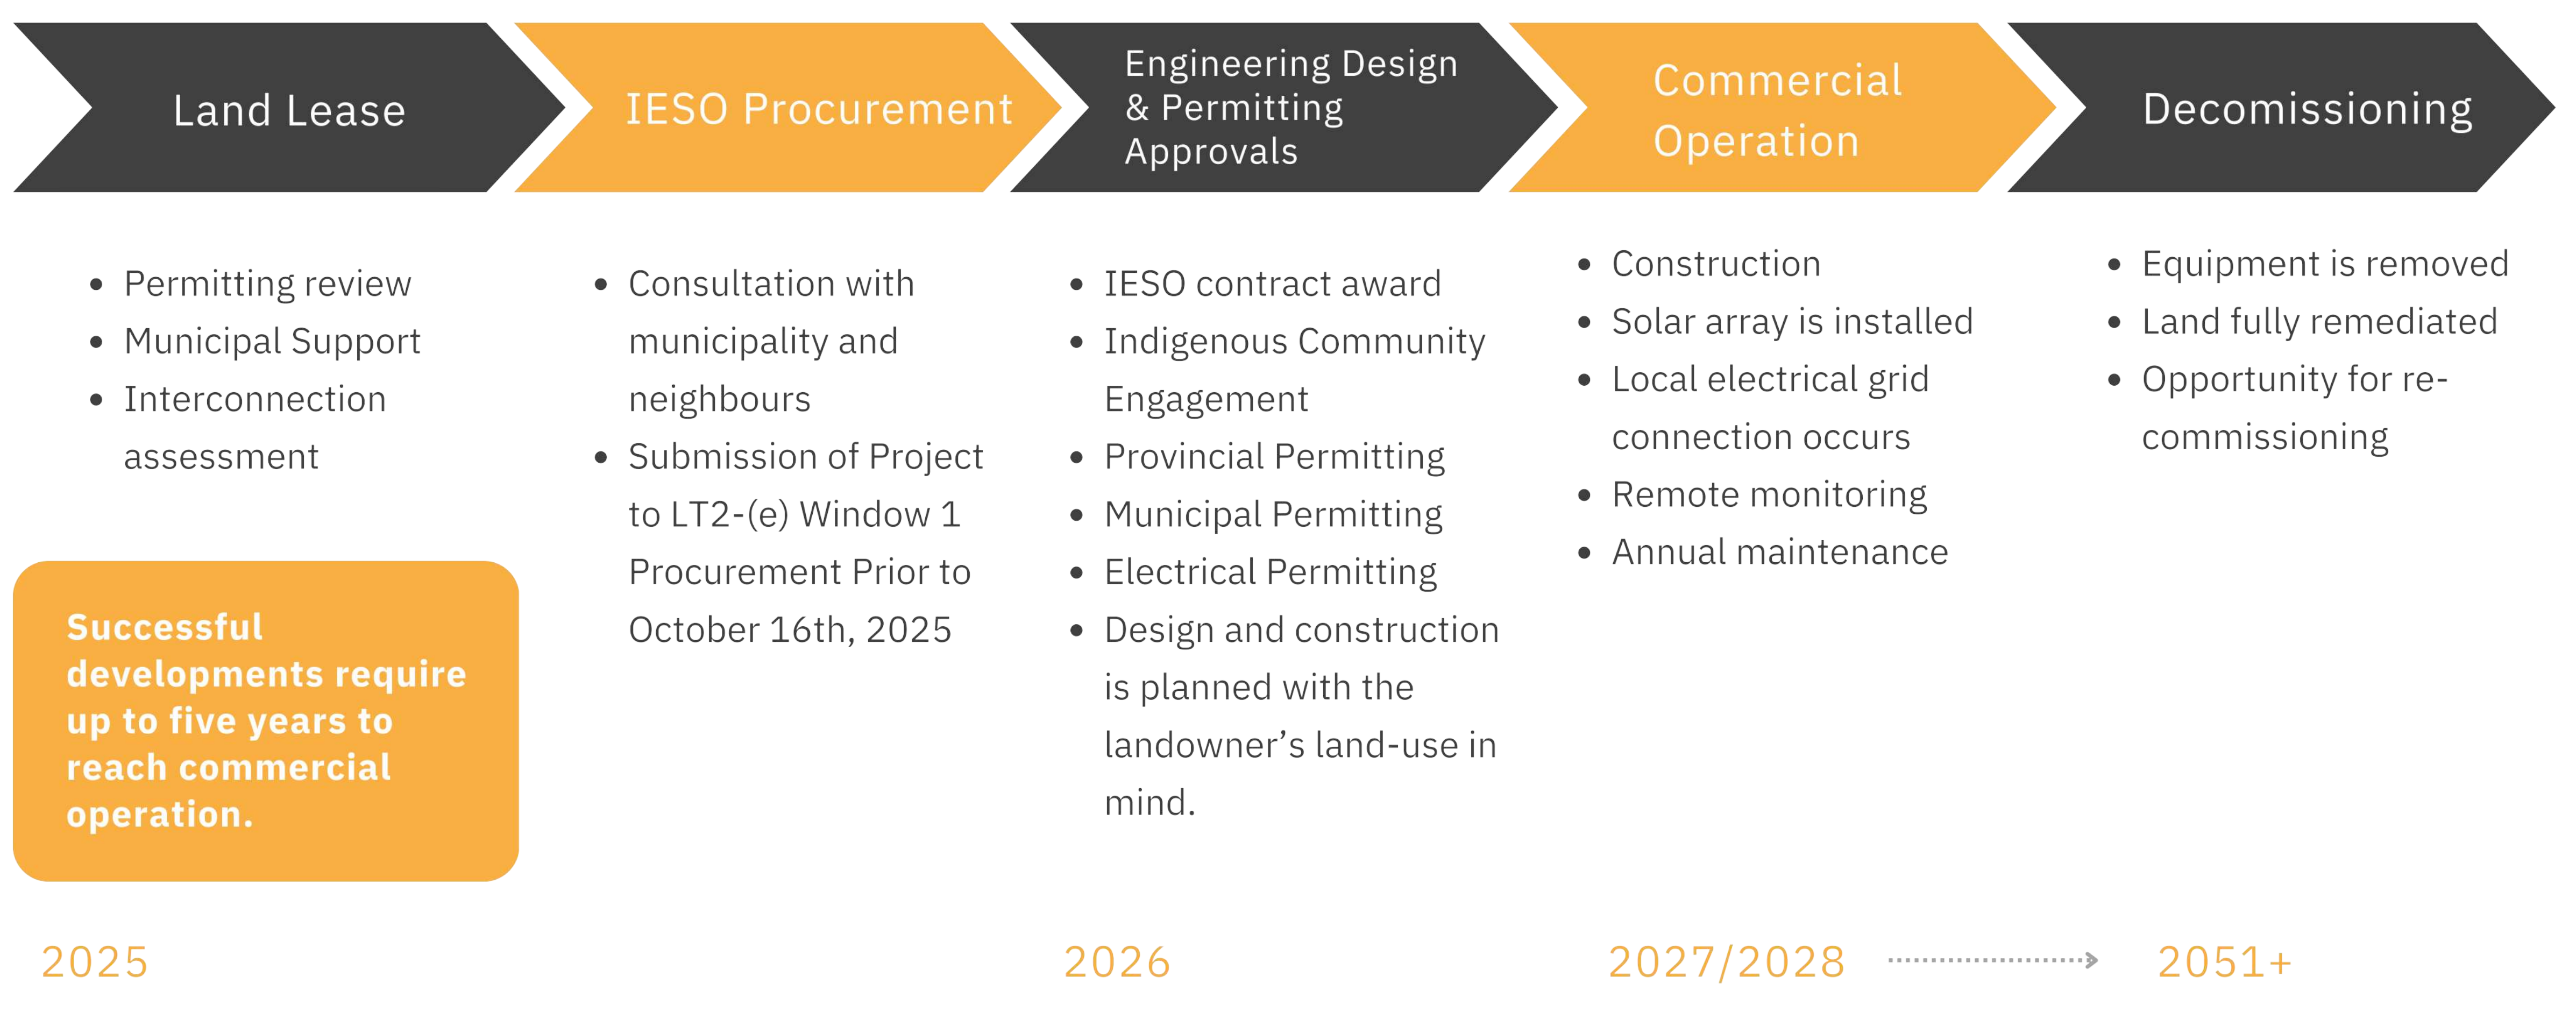 Land Lease
IESO Procurement
Engineering Design
& Permitting
Approvals
Commercial
Operation
Decomissioning
• Permitting review
• Municipal Support
• Interconnection
assessment
Successful
developments require
up to five years to
reach commercial
operation.
• Consultation with
municipality and
neighbours
• Submission of Project
to LT2-(e) Window 1
Procurement Prior to
October 16th, 2025
• IESO contract award
• Indigenous Community
Engagement
• Provincial Permitting
• Municipal Permitting
• Electrical Permitting
• Design and construction
is planned with the
landowner’s land-use in
mind.
• Construction
• Solar array is installed
• Local electrical grid
connection occurs
• Remote monitoring
• Annual maintenance
• Equipment is removed
• Land fully remediated
• Opportunity for re-
commissioning
2025
2026
2027/2028
2051+